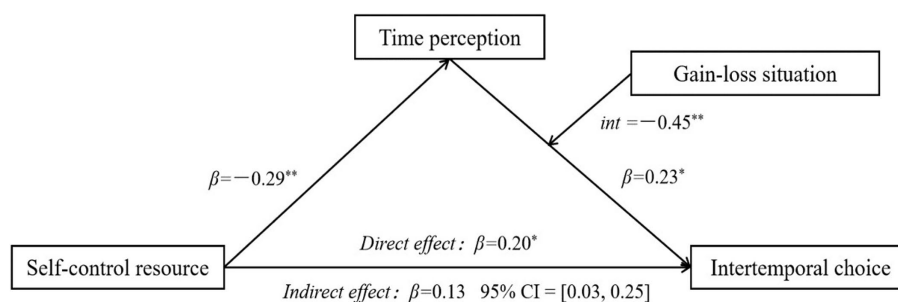 Time perception
Gain-loss situation
int =−0.45**
β=−0.29**
β=0.23*
Direct effect: β=0.20*
Self-control resource
Intertemporal choice
Indirect effect: β=0.13 95% CI = [0.03, 0.25]